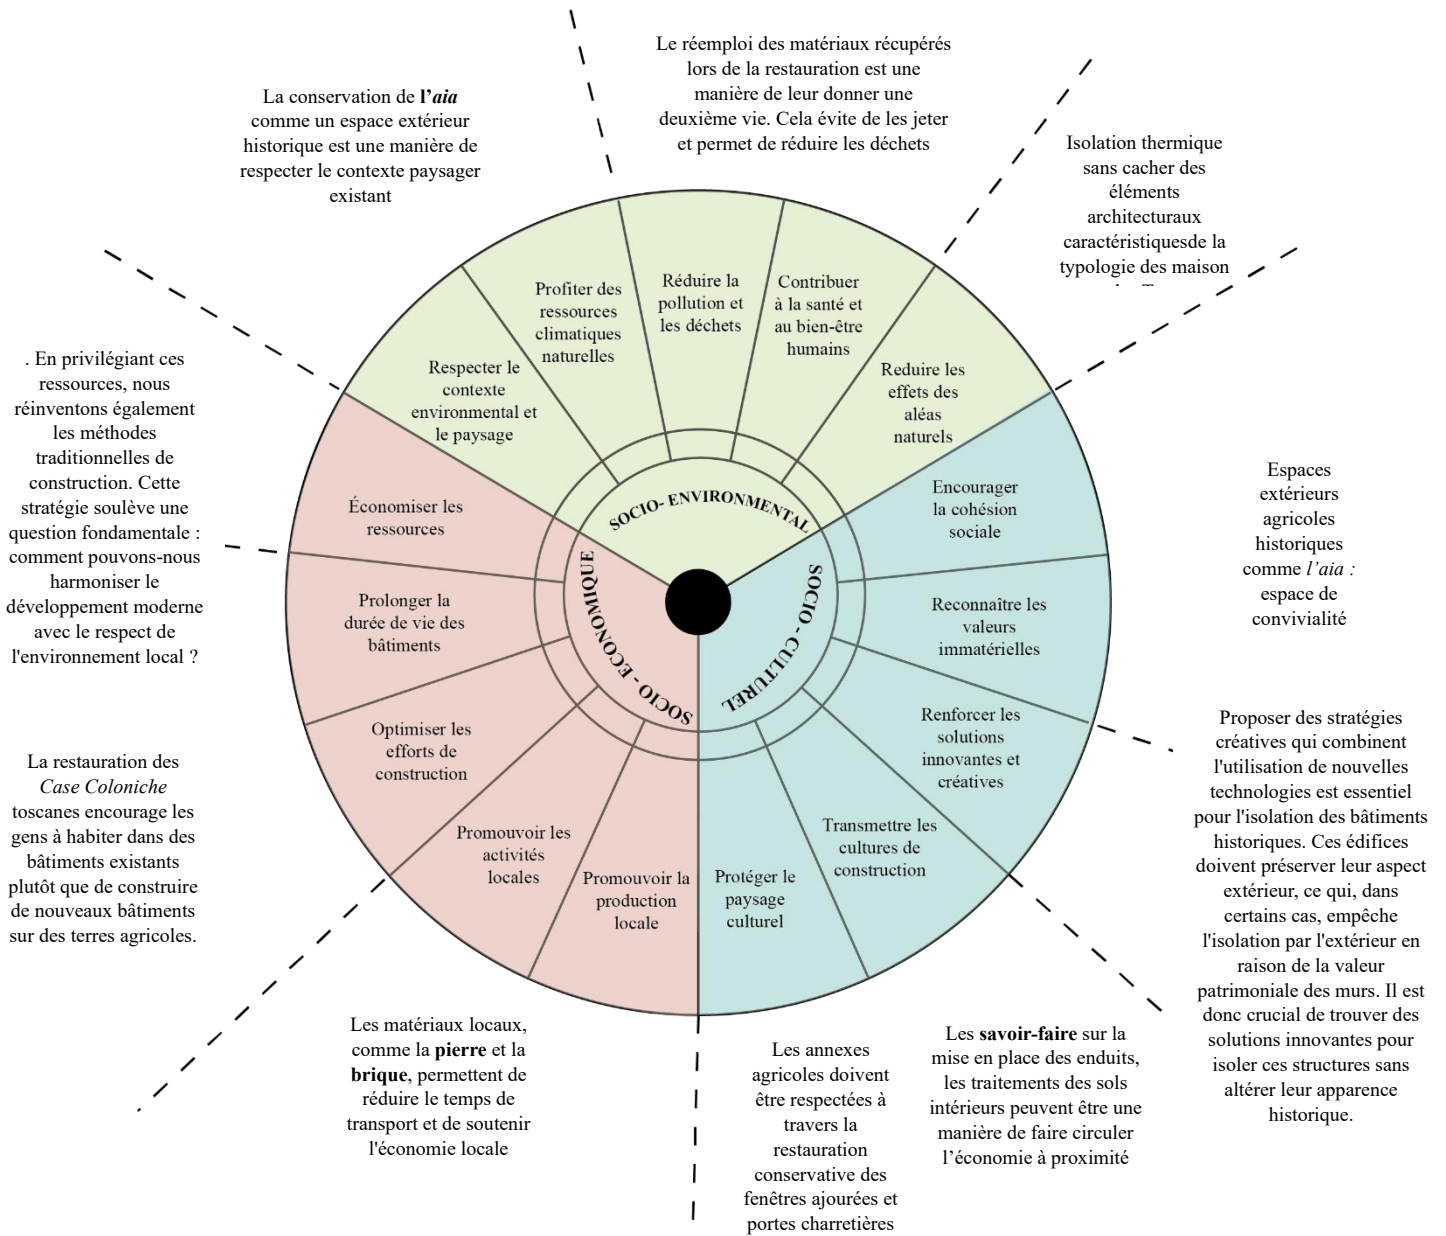 Le réemploi des matériaux récupérés
lors de la restauration est une
manière de leur donner une
deuxième vie. Cela évite de les jeter
et permet de réduire les déchets
La conservation de l'aia
comme un espace extérieur
historique est une manière de
respecter le contexte paysager
existant
Isolation thermique
sans cacher des
éléments
architecturaux
caractéristiquesde la
typologie des maison
Profiter des
ressources
climatiques
naturelles
Réduire la
pollution et
les déchets
Contribuer
à la santé et
au bien-être
humains
Respecter le
contexte
environmental et
le paysage
Reduire les
effets des
aléas
naturels
. En privilégiant ces
ressources, nous
réinventons également
les méthodes
traditionnelles de
construction. Cette
stratégie soulève une
question fondamentale :
comment pouvons-nous
harmoniser le
développement moderne
avec le respect de
l'environnement local ?
Économiser les
ressources
SOCIO- ENVIRONMENTAL
Encourager
la cohésion
sociale
Espaces
extérieurs
agricoles
historiques
comme l'aia :
espace de
convivialité
Prolonger la
durée de vie des
bâtiments
SOCIO - ECONOMIQUE
SOCIO - CULTUREL
Reconnaître les
valeurs
immatérielles
Optimiser les
efforts de
construction
Renforcer les
solutions
innovantes et
créatives
Proposer des stratégies
créatives qui combinent
l'utilisation de nouvelles
technologies est essentiel
pour l'isolation des bâtiments
historiques. Ces édifices
doivent préserver leur aspect
extérieur, ce qui, dans
certains cas, empêche
l'isolation par l'extérieur en
raison de la valeur
patrimoniale des murs. Il est
donc crucial de trouver des
solutions innovantes pour
isoler ces structures sans
altérer leur apparence
historique.
La restauration des
Case Coloniche
toscanes encourage les
gens à habiter dans des
bâtiments existants
plutôt que de construire
de nouveaux bâtiments
sur des terres agricoles.
Promouvoir les
activités
locales
Promouvoir la
production
locale
Protéger le
paysage
culturel
Transmettre les
cultures de
construction
Les matériaux locaux,
comme la pierre et la
brique, permettent de
réduire le temps de
transport et de soutenir
l'économie locale
Les annexes
agricoles doivent
être respectées à
travers la
restauration
conservative des
fenêtres ajourées et
portes charretières
Les savoir-faire sur la
mise en place des enduits,
les traitements des sols
intérieurs peuvent être une
manière de faire circuler
l'économie à proximité